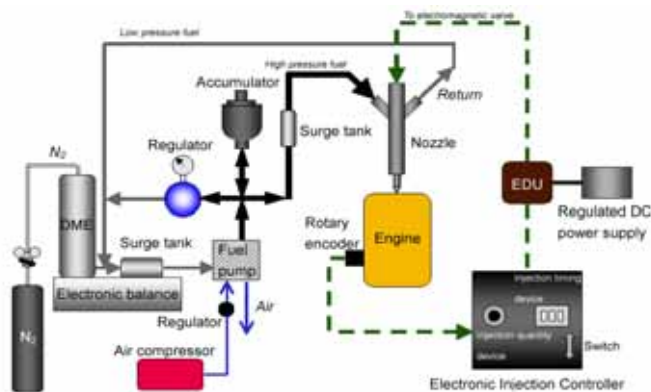 To electromagnetic valve
Low pressure fuel
High pressure fuel
Accumulator
Return
N2
Regulator
Surge tank
Nozzle
DME
EDU
Regulated DC
power supply
Surge tank
Fuel
pump
Rotary
encoder
Engine
Electronic balance
Regulator
Air
N2
Air compressor
injection timing
device
injection quantity
device
Switch
Electronic Injection Controller